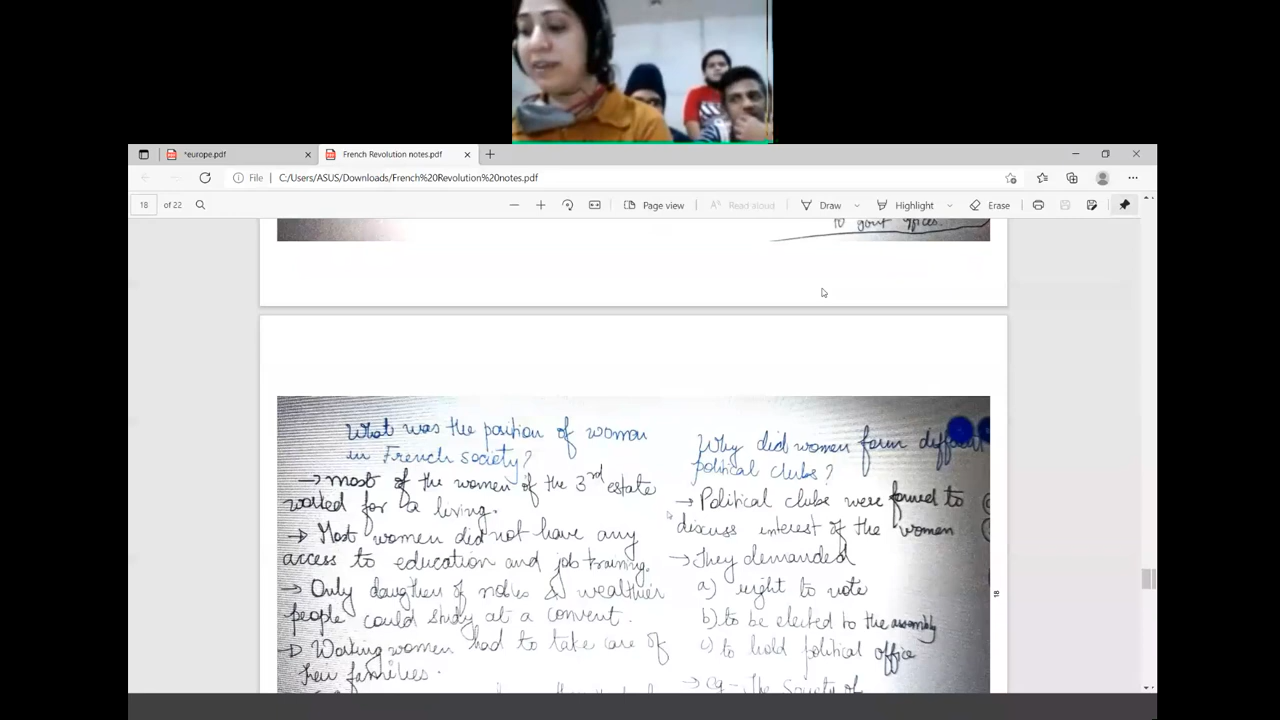 *europe.pdf
French Revolution notes.pdf
File
C:/Users/ASUS/Downloads/French%20Revolution%20notes.pdf
18 of 22
Page view
Read aloud
Draw
Highlight
Erase
to govt offices.
What was the position of woman
in French society?
→ most of the women of the 3rd estate
worked for a living.
→ Most women did not have any
access to education and job training.
→ Only daughters of nobles & wealthier
people could study at a convent.
→ Working women had to take care of
their families.
Why did women form
political clubs?
→ Political clubs were formed to
discuss interest of the women
→ They demanded
a) right to vote
b) to be elected to the assembly
c) to hold political office
→ eg - The Society of
18